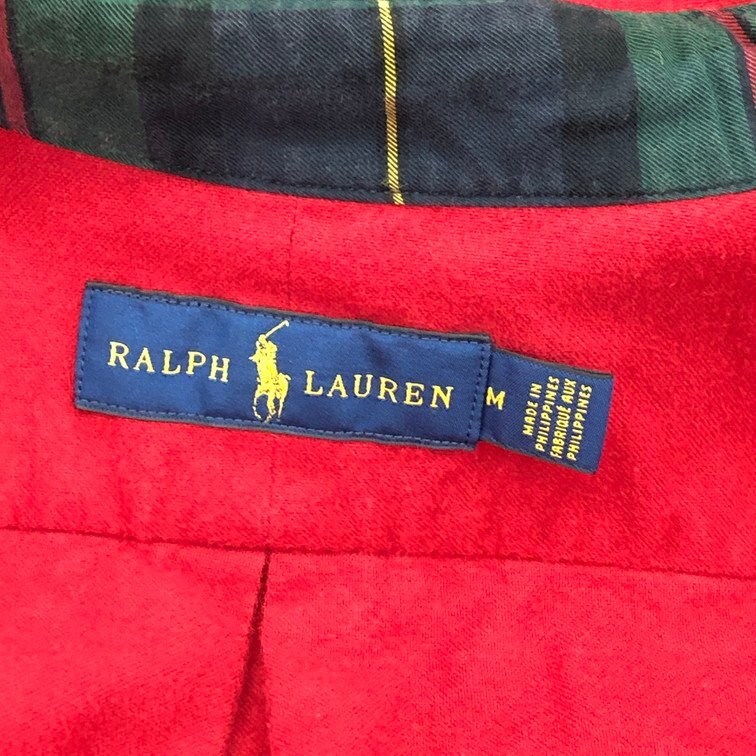 RALPH LAUREN
M
MADE IN
PHILIPPINES
FABRIQUÉ AUX
PHILIPPINES